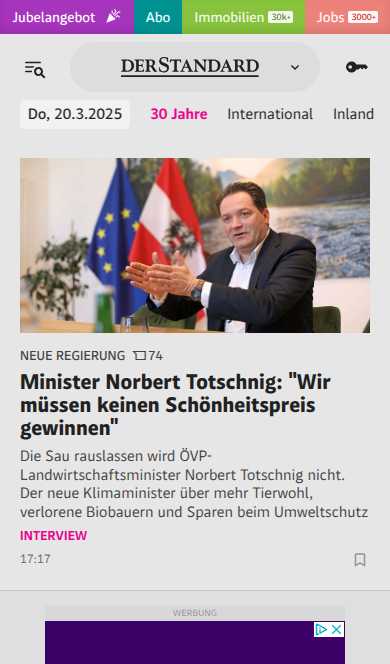 Jubelangebot Abo Immobilien 30k+ Jobs 3000+
DERSTANDARD
Do, 20.3.2025 30 Jahre International Inland
NEUE REGIERUNG 74
Minister Norbert Totschnig: "Wir
müssen keinen Schönheitspreis
gewinnen"
Die Sau rauslassen wird ÖVP-
Landwirtschaftsminister Norbert Totschnig nicht.
Der neue Klimaminister über mehr Tierwohl,
verlorene Biobauern und Sparen beim Umweltschutz
INTERVIEW
17:17
WERBUNG